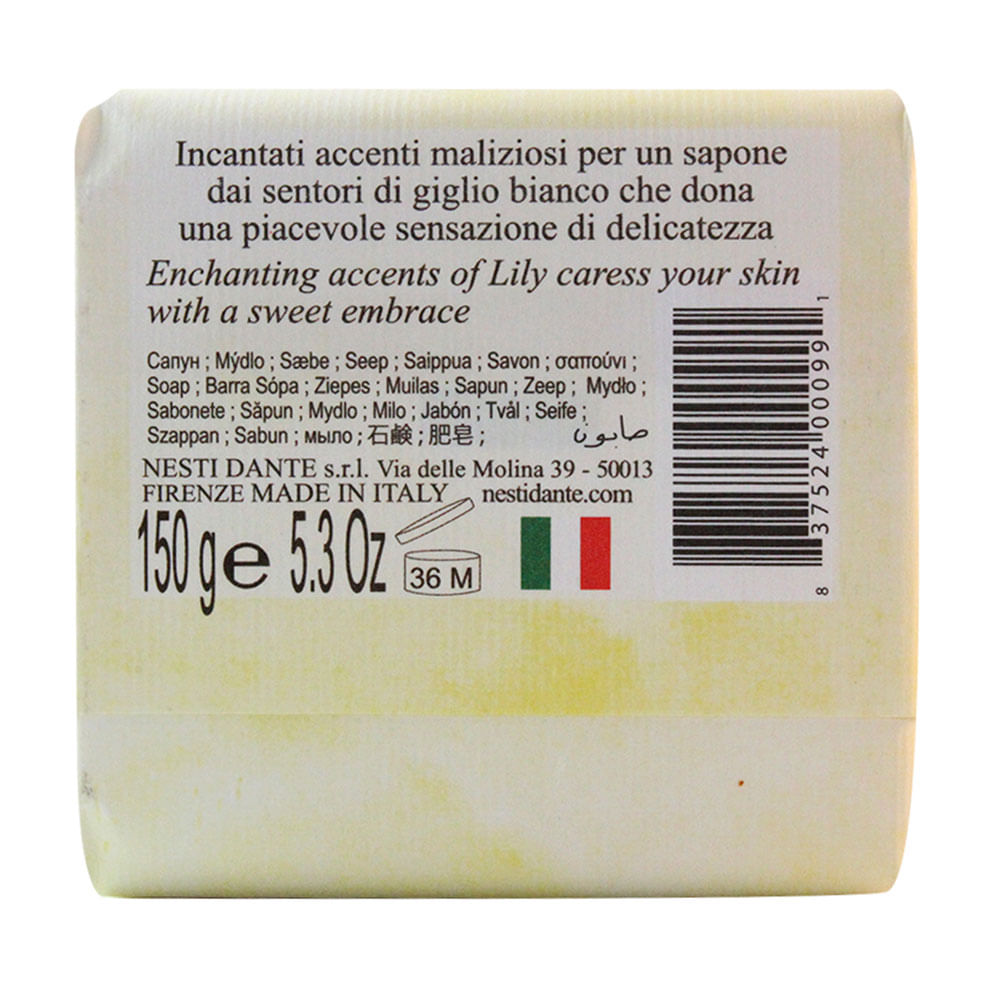 Incantati accenti maliziosi per un sapone
dai sentori di giglio bianco che dona
una piacevole sensazione di delicatezza
Enchanting accents of Lily caress your skin
with a sweet embrace
Сапун ; Mýdlo ; Sæbe ; Seep ; Saippua ; Savon ; σαπούνι ;
Soap ; Barra Sópa ; Ziepes ; Muilas ; Sapun ; Zeep ; Mydło ;
Sabonete ; Săpun ; Mydlo ; Milo ; Jabón ; Tvål ; Seife ;
Szappan ; Sabun ; мыло ; 石鹸 ; 肥皂 ; صابون
NESTI DANTE s.r.l. Via delle Molina 39 - 50013
FIRENZE MADE IN ITALY nestidante.com
150 g e 5.3 Oz 36 M
8 37524 00099 1